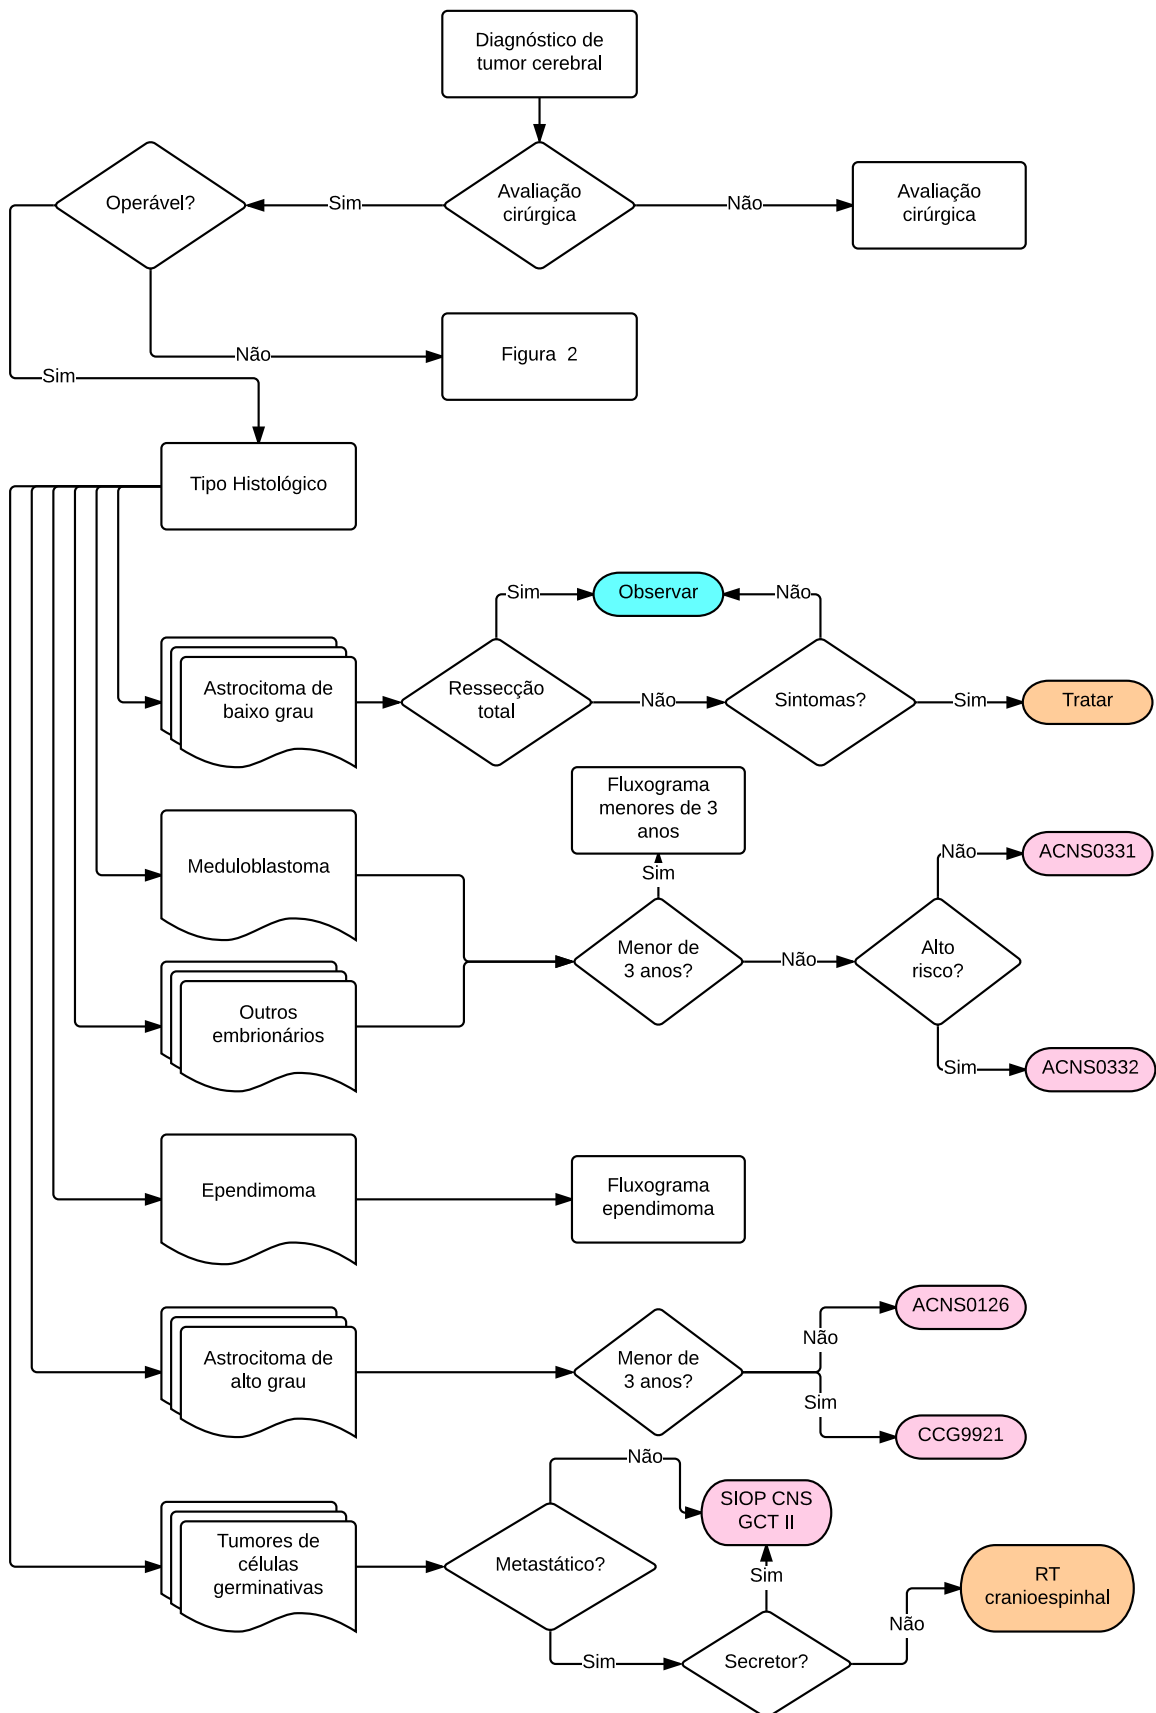 Diagnóstico de
tumor cerebral
Operável?
Sim
Avaliação
cirúrgica
Não
Avaliação
cirúrgica
Não
Figura 2
Sim
Tipo Histológico
Sim
Observar
Não
Astrocitoma de
baixo grau
Ressecção
total
Não
Sintomas?
Sim
Tratar
Fluxograma
menores de 3
anos
Meduloblastoma
Sim
Não
ACNS0331
Menor de
3 anos?
Não
Alto
risco?
Outros
embrionários
Sim
ACNS0332
Ependimoma
Fluxograma
ependimoma
ACNS0126
Não
Astrocitoma de
alto grau
Menor de
3 anos?
Sim
CCG9921
Não
SIOP CNS
GCT II
Tumores de
células
germinativas
Metastático?
Sim
RT
cranioespinhal
Não
Sim
Secretor?